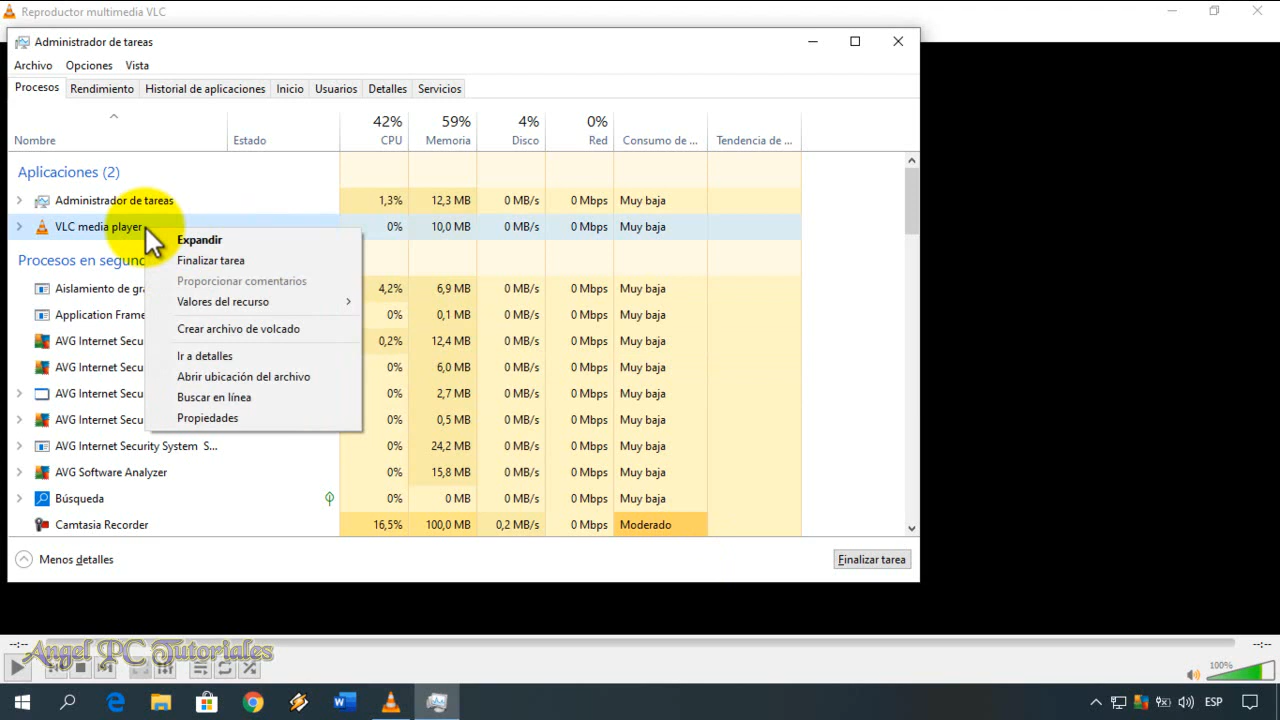 Reproductor multimedia VLC
Administrador de tareas
Archivo Opciones Vista
Procesos Rendimiento Historial de aplicaciones Inicio Usuarios Detalles Servicios
42% 59% 4% 0%
Nombre Estado CPU Memoria Disco Red Consumo de ... Tendencia de ...
Aplicaciones (2)
Administrador de tareas 1,3% 12,3 MB 0 MB/s 0 Mbps Muy baja
VLC media player 0% 10,0 MB 0 MB/s 0 Mbps Muy baja
Expandir
Finalizar tarea
Proporcionar comentarios
Valores del recurso
Crear archivo de volcado
Ir a detalles
Abrir ubicación del archivo
Buscar en línea
Propiedades
Procesos en segund
Aislamiento de gr 4,2% 6,9 MB 0 MB/s 0 Mbps Muy baja
Application Frame 0% 0,1 MB 0 MB/s 0 Mbps Muy baja
AVG Internet Secu 0,2% 12,4 MB 0 MB/s 0 Mbps Muy baja
AVG Internet Secu 0% 6,0 MB 0 MB/s 0 Mbps Muy baja
AVG Internet Secu 0% 2,7 MB 0 MB/s 0 Mbps Muy baja
AVG Internet Secu 0% 0,5 MB 0 MB/s 0 Mbps Muy baja
AVG Internet Security System S... 0% 24,2 MB 0 MB/s 0 Mbps Muy baja
AVG Software Analyzer 0% 15,8 MB 0 MB/s 0 Mbps Muy baja
Búsqueda 0% 0 MB 0 MB/s 0 Mbps Muy baja
Camtasia Recorder 16,5% 100,0 MB 0,2 MB/s 0 Mbps Moderado
Menos detalles Finalizar tarea
--:-- --:--
Angel PC Tutoriales
100%
ESP